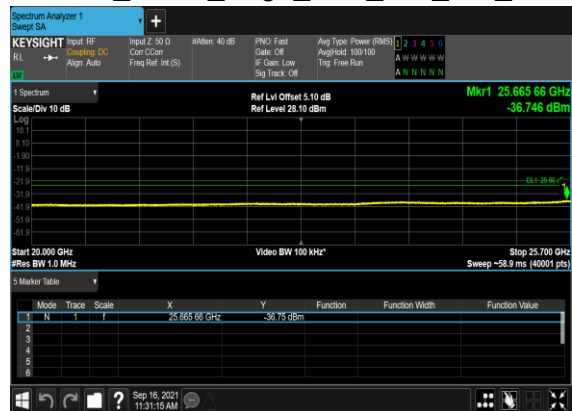 Spectrum Analyzer 1
Swept SA
KEYSIGHT Input: RF Input Z: 50 Ω #Atten: 40 dB PNO: Fast Avg Type: Power (RMS) 1 2 3 4 5 6
RL Coupling: DC Corr CCorr Gate: Off Avg|Hold: 100/100 A W W W W W
Align: Auto Freq Ref: Int (S) IF Gain: Low Trig: Free Run
LW Sig Track: Off A N N N N N
1 Spectrum Ref Lvl Offset 5.10 dB Mkr1 25.665 66 GHz
Scale/Div 10 dB Ref Level 28.10 dBm -36.746 dBm
Log
18.1
8.10
-1.90
-11.9
-21.9 DL1 -25.00
-31.9 1
-41.9
-51.9
-61.9
Start 20.000 GHz Video BW 100 kHz* Stop 25.700 GHz
#Res BW 1.0 MHz Sweep ~58.9 ms (40001 pts)
5 Marker Table
Mode Trace Scale X Y Function Function Width Function Value
1 N 1 f 25.665 66 GHz -36.75 dBm
2
3
4
5
6
? Sep 16, 2021
11:31:15 AM